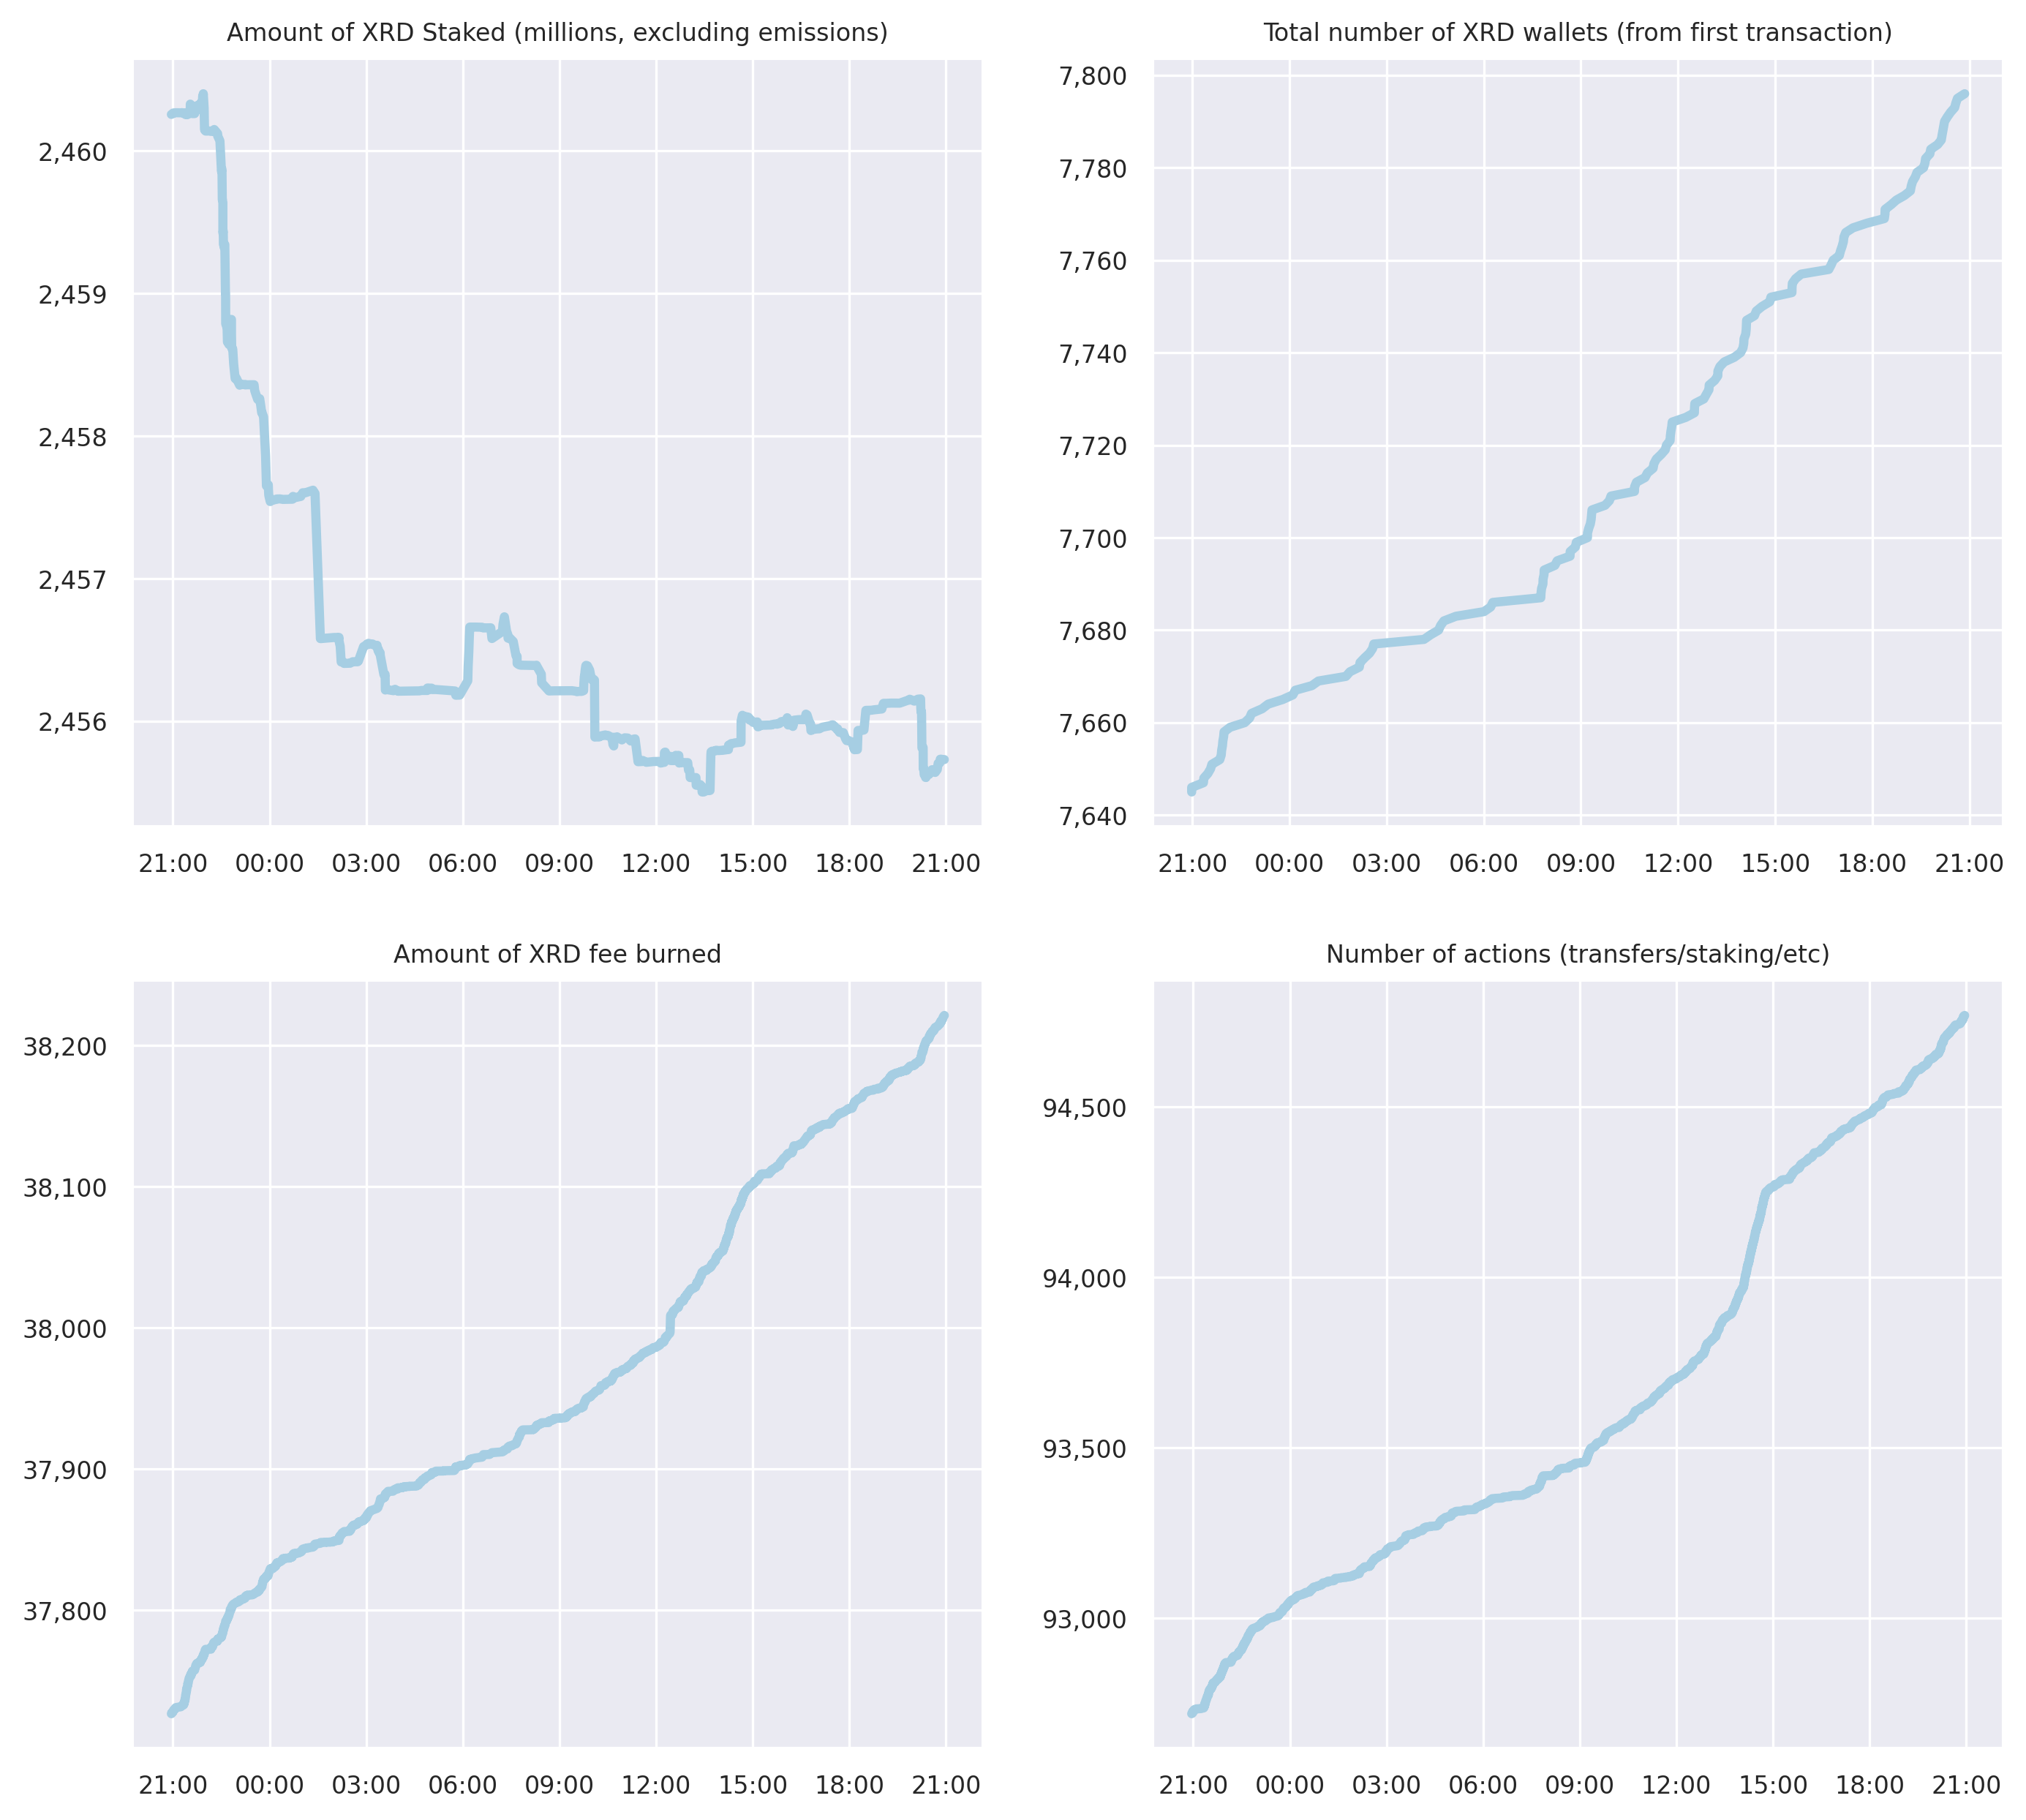 Amount of XRD Staked (millions, excluding emissions)
2,460
2,459
2,458
2,457
2,456
21:00 00:00 03:00 06:00 09:00 12:00 15:00 18:00 21:00
Total number of XRD wallets (from first transaction)
7,800
7,780
7,760
7,740
7,720
7,700
7,680
7,660
7,640
21:00 00:00 03:00 06:00 09:00 12:00 15:00 18:00 21:00
Amount of XRD fee burned
38,200
38,100
38,000
37,900
37,800
21:00 00:00 03:00 06:00 09:00 12:00 15:00 18:00 21:00
Number of actions (transfers/staking/etc)
94,500
94,000
93,500
93,000
21:00 00:00 03:00 06:00 09:00 12:00 15:00 18:00 21:00